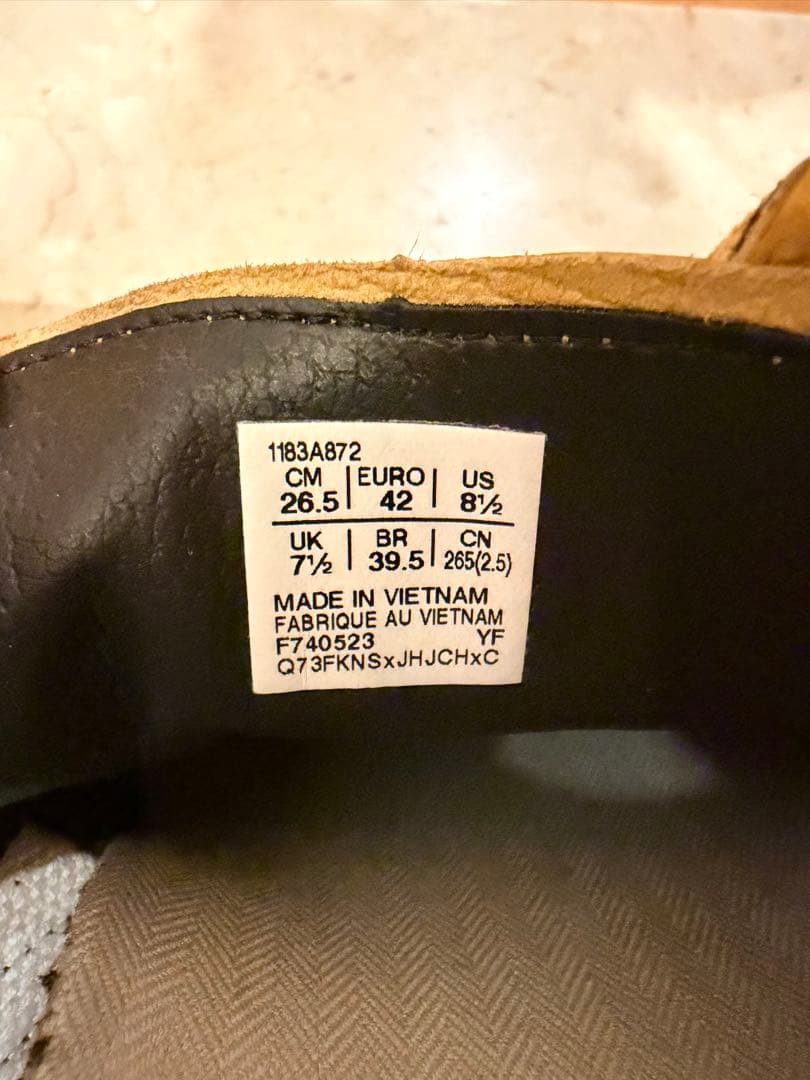 1183A872
CM | EURO | US
26.5 | 42 | 8½
UK | BR | CN
7½ | 39.5 | 265(2.5)
MADE IN VIETNAM
FABRIQUE AU VIETNAM
F740523 YF
Q73FKNSxJHJCHxC